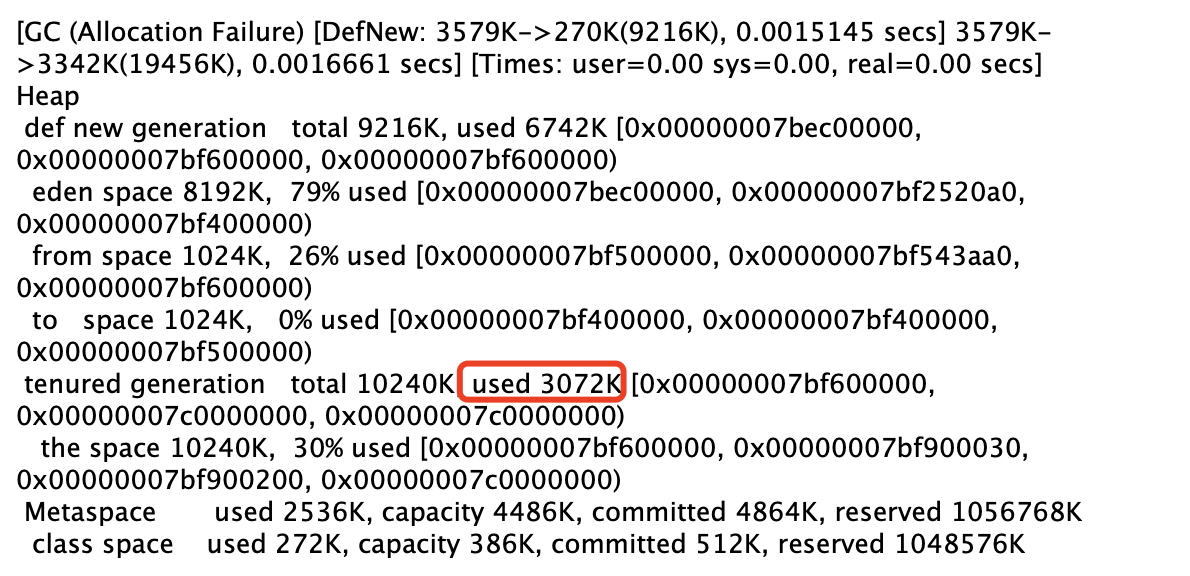 [GC (Allocation Failure) [DefNew: 3579K->270K(9216K), 0.0015145 secs] 3579K-
>3342K(19456K), 0.0016661 secs] [Times: user=0.00 sys=0.00, real=0.00 secs]
Heap
def new generation   total 9216K, used 6742K [0x00000007bec00000,
0x00000007bf600000, 0x00000007bf600000)
eden space 8192K,  79% used [0x00000007bec00000, 0x00000007bf2520a0,
0x00000007bf400000)
from space 1024K,  26% used [0x00000007bf500000, 0x00000007bf543aa0,
0x00000007bf600000)
to   space 1024K,   0% used [0x00000007bf400000, 0x00000007bf400000,
0x00000007bf500000)
tenured generation   total 10240K, used 3072K [0x00000007bf600000,
0x00000007c0000000, 0x00000007c0000000)
the space 10240K,  30% used [0x00000007bf600000, 0x00000007bf900030,
0x00000007bf900200, 0x00000007c0000000)
Metaspace       used 2536K, capacity 4486K, committed 4864K, reserved 1056768K
class space    used 272K, capacity 386K, committed 512K, reserved 1048576K